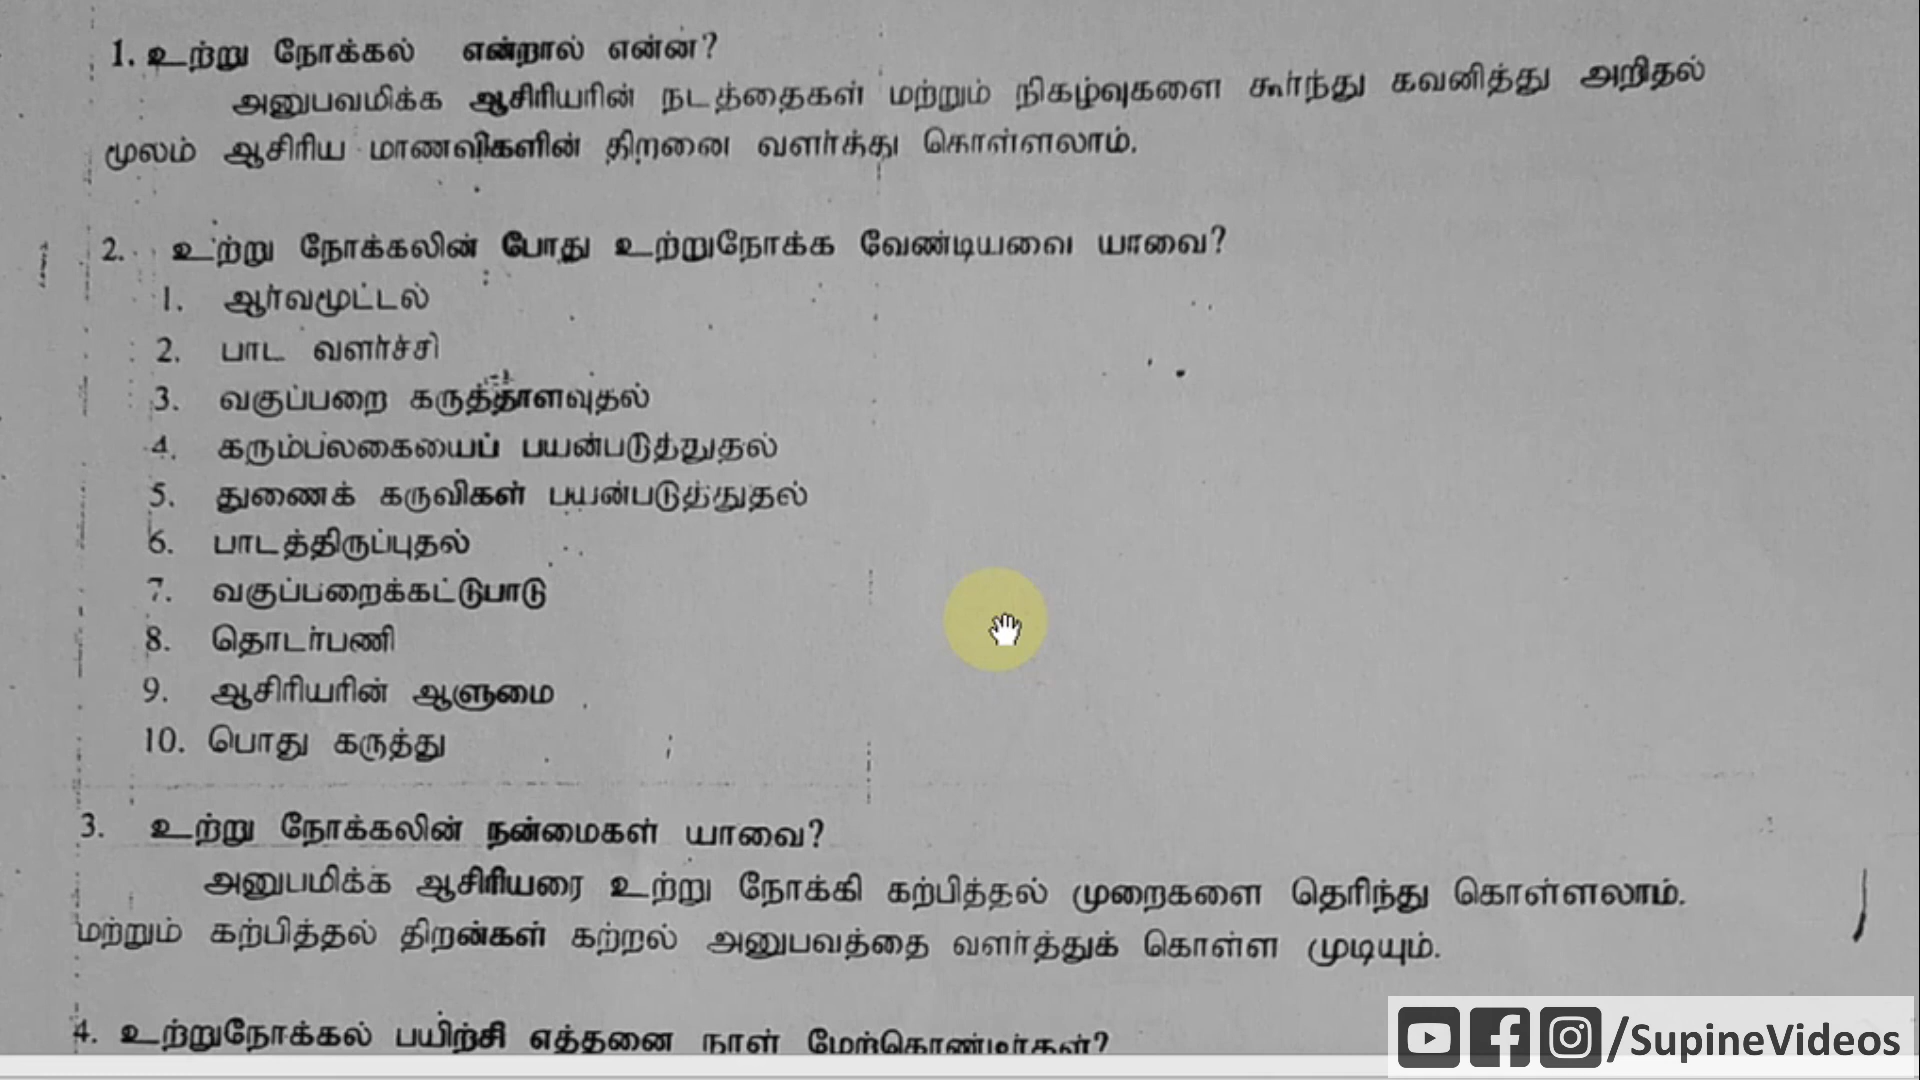 1. உற்று நோக்கல் என்றால் என்ன?
அனுபவமிக்க ஆசிரியரின் நடத்தைகள் மற்றும் நிகழ்வுகளை கூர்ந்து கவனித்து அறிதல்
மூலம் ஆசிரிய மாணவிகளின் திறனை வளர்த்து கொள்ளலாம்.
2. உற்று நோக்கலின் போது உற்றுநோக்க வேண்டியவை யாவை?
1. ஆர்வமூட்டல்
2. பாட வளர்ச்சி
3. வகுப்பறை கருத்தாளவுதல்
4. கரும்பலகையைப் பயன்படுத்துதல்
5. துணைக் கருவிகள் பயன்படுத்துதல்
6. பாடத்திருப்புதல்
7. வகுப்பறைக்கட்டுபாடு
8. தொடர்பணி
9. ஆசிரியரின் ஆளுமை
10. பொது கருத்து
3. உற்று நோக்கலின் நன்மைகள் யாவை?
அனுபமிக்க ஆசிரியரை உற்று நோக்கி கற்பித்தல் முறைகளை தெரிந்து கொள்ளலாம்.
மற்றும் கற்பித்தல் திறன்கள் கற்றல் அனுபவத்தை வளர்த்துக் கொள்ள முடியும்.
4. உற்றுநோக்கல் பயிற்சி எத்தனை நாள் மேற்கொண்டீர்கள்?
/SupineVideos